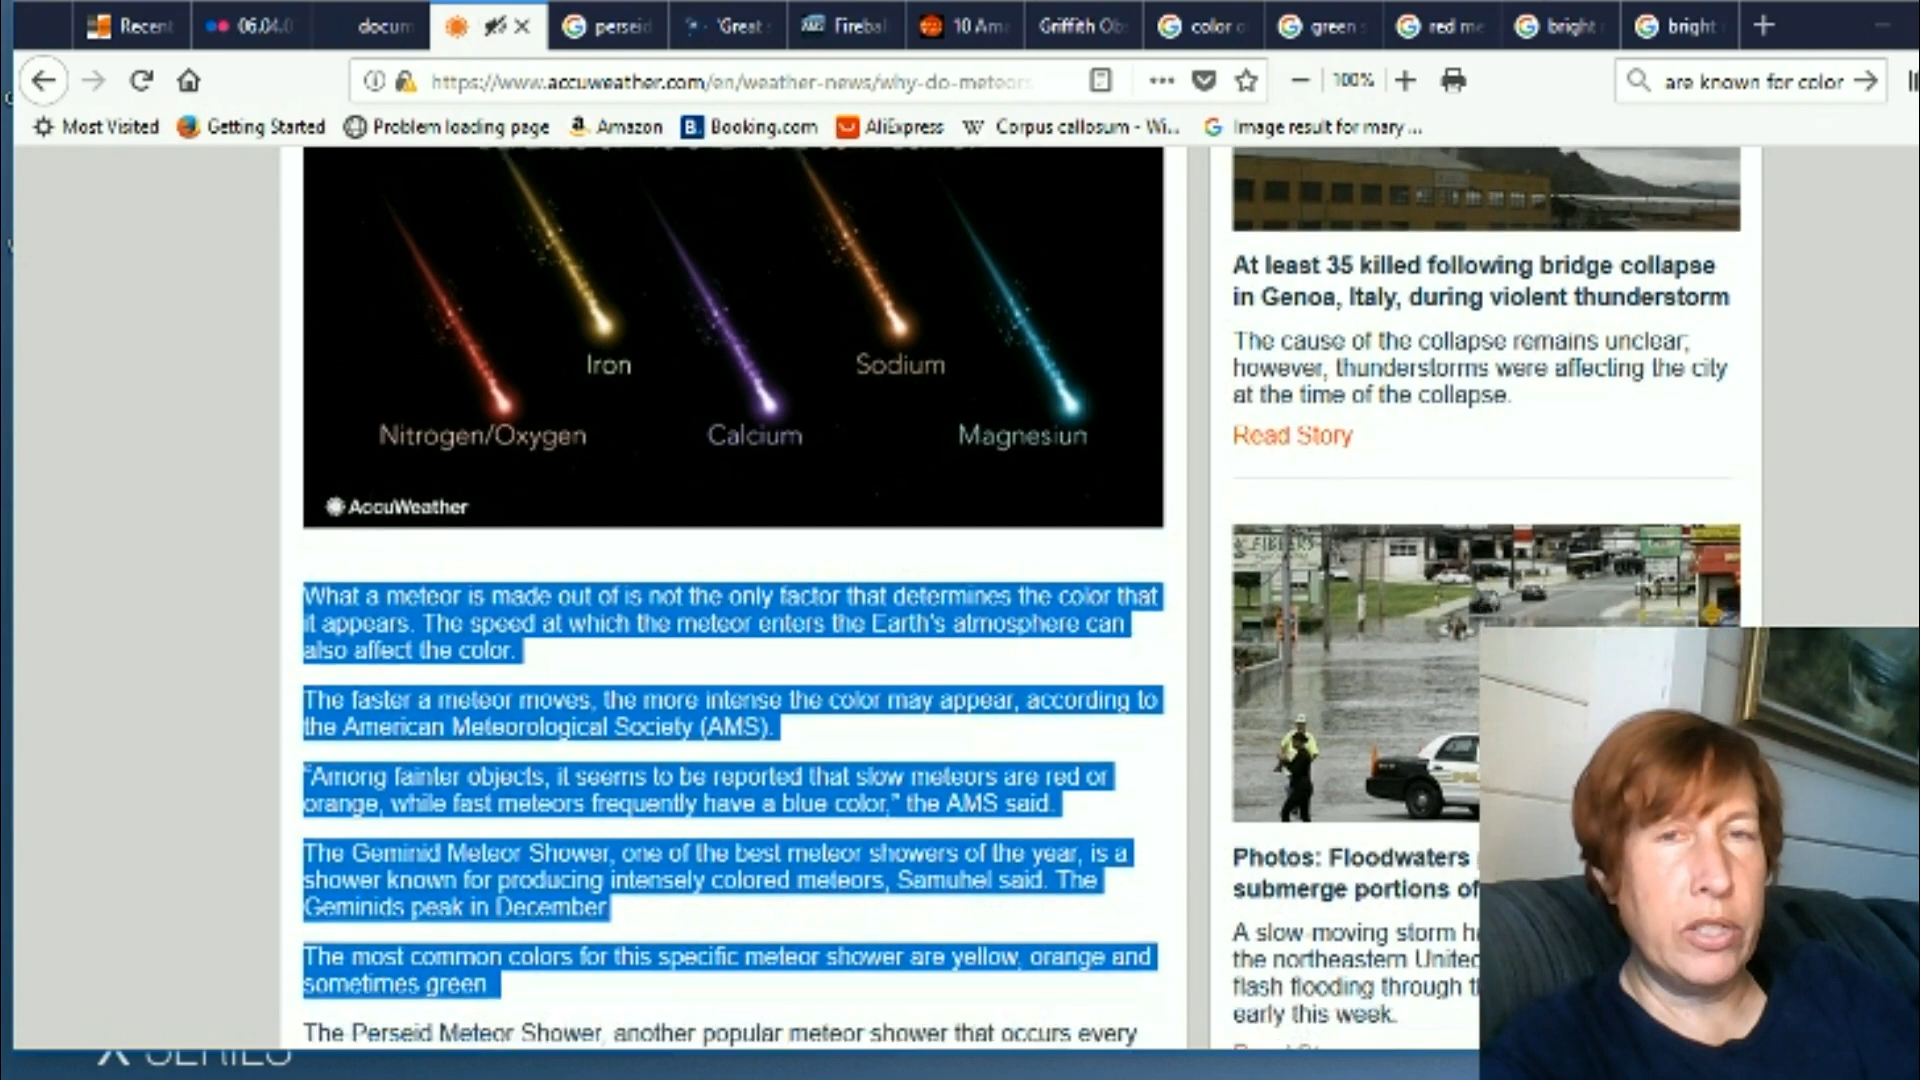 Recent
06.04.0
docum
perseid
'Great
Fireball
10 Ama
Griffith Ob
color o
green s
red me
bright
bright
https://www.accuweather.com/en/weather-news/why-do-meteors
100%
are known for color
Most Visited
Getting Started
Problem loading page
Amazon
Booking.com
AliExpress
Corpus callosum - Wi...
Image result for mary ...
Iron
Sodium
Nitrogen/Oxygen
Calcium
Magnesiun
AccuWeather
What a meteor is made out of is not the only factor that determines the color that
it appears. The speed at which the meteor enters the Earth's atmosphere can
also affect the color.
The faster a meteor moves, the more intense the color may appear, according to
the American Meteorological Society (AMS).
"Among fainter objects, it seems to be reported that slow meteors are red or
orange, while fast meteors frequently have a blue color," the AMS said.
The Geminid Meteor Shower, one of the best meteor showers of the year, is a
shower known for producing intensely colored meteors, Samuhel said. The
Geminids peak in December.
The most common colors for this specific meteor shower are yellow, orange and
sometimes green.
The Perseid Meteor Shower, another popular meteor shower that occurs every
At least 35 killed following bridge collapse
in Genoa, Italy, during violent thunderstorm
The cause of the collapse remains unclear;
however, thunderstorms were affecting the city
at the time of the collapse.
Read Story
Photos: Floodwaters
submerge portions of
A slow-moving storm h
the northeastern United
flash flooding through t
early this week.
X SERIES